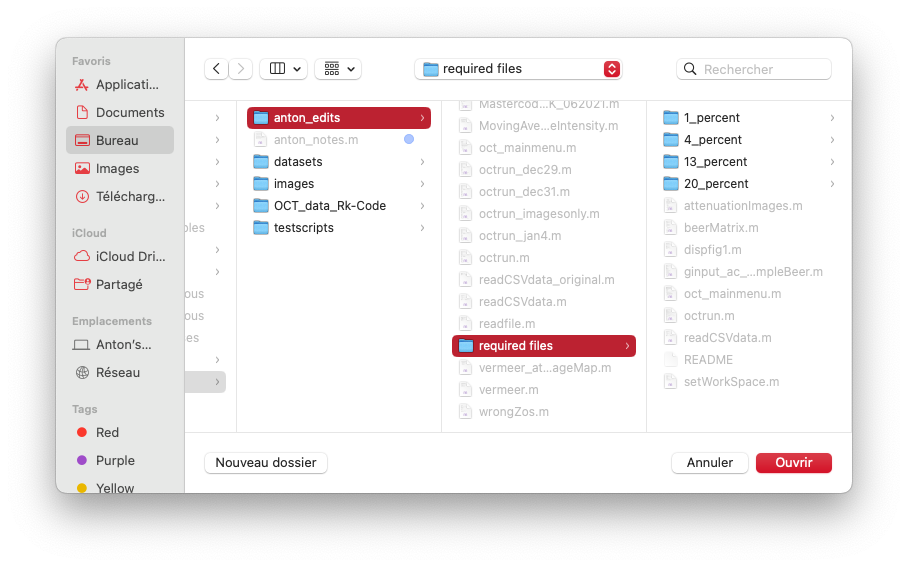 Favoris
Applicati...
Documents
Bureau
Images
Télécharg...
iCloud
iCloud Dri...
Partagé
Emplacements
Anton's...
Réseau
Tags
Red
Purple
Yellow
required files
Rechercher
bles
ous
ous
es
anton_edits
anton_notes.m
datasets
images
OCT_data_Rk-Code
testscripts
Mastercod...K_062021.m
MovingAve...eIntensity.m
oct_mainmenu.m
octrun_dec29.m
octrun_dec31.m
octrun_imagesonly.m
octrun_jan4.m
octrun.m
readCSVdata_original.m
readCSVdata.m
readfile.m
required files
vermeer_at...ageMap.m
vermeer.m
wrongZos.m
1_percent
4_percent
13_percent
20_percent
attenuationImages.m
beerMatrix.m
dispfig1.m
ginput_ac_...mpleBeer.m
oct_mainmenu.m
octrun.m
readCSVdata.m
README
setWorkSpace.m
Nouveau dossier
Annuler
Ouvrir